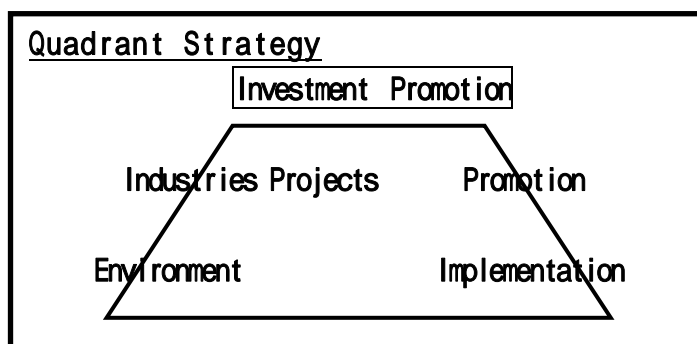 Quadrant Strategy
Investment Promotion
Industries Projects Promotion
Environment Implementation